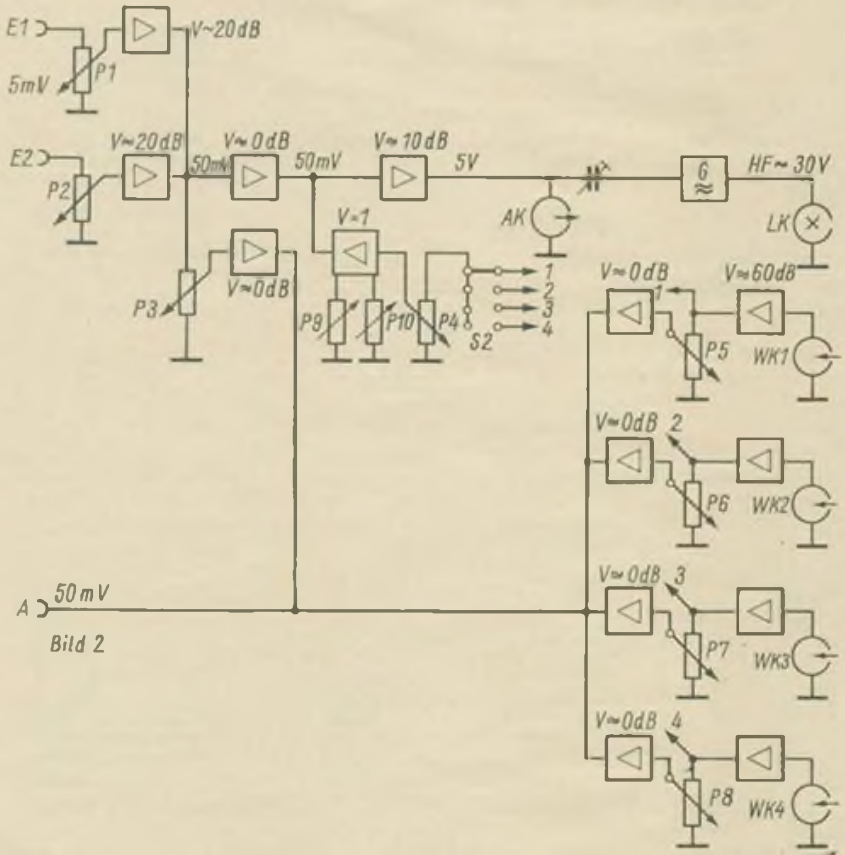 E1
V~20dB
P1
5mV
E2
V≈20dB
V≈0dB
V≈10dB
50mV
50mV
5V
P2
G
≈
HF~30V
AK
LK
V=1
V≈0dB
P3
P9
P10
P4
S2
1
2
3
4
V≈0dB
1
V≈60dB
P5
WK1
V≈0dB 2
P6
WK2
V≈0dB 3
P7
WK3
V≈0dB 4
P8
WK4
A
50mV
Bild 2